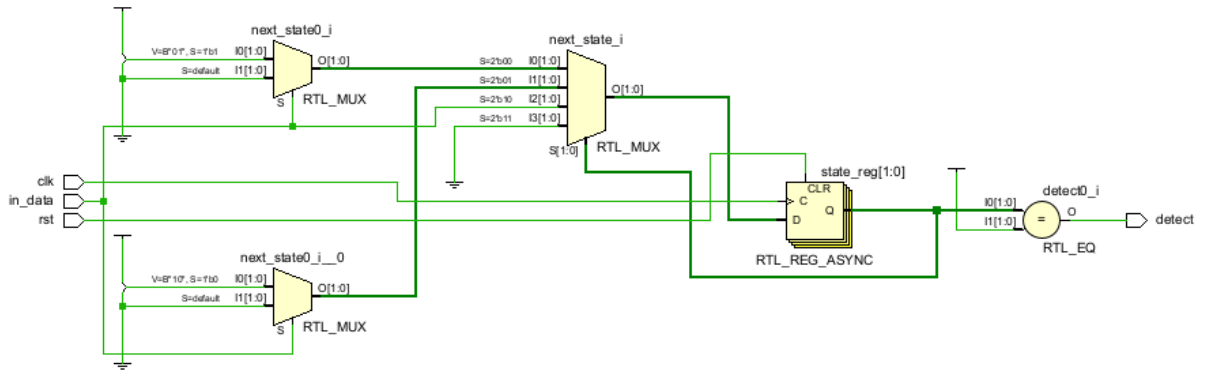 next_state0_i
V=B"01", S=1'b1 I0[1:0]
S=default I1[1:0]
O[1:0]
S
RTL_MUX
next_state_i
S=2'b00 I0[1:0]
S=2'b01 I1[1:0]
S=2'b10 I2[1:0]
S=2'b11 I3[1:0]
O[1:0]
S[1:0]
RTL_MUX
clk
in_data
rst
state_reg[1:0]
CLR
C
D
Q
RTL_REG_ASYNC
detect0_i
I0[1:0]
I1[1:0]
=
O
RTL_EQ
detect
next_state0_i__0
V=B"10", S=1'b0 I0[1:0]
S=default I1[1:0]
O[1:0]
S
RTL_MUX